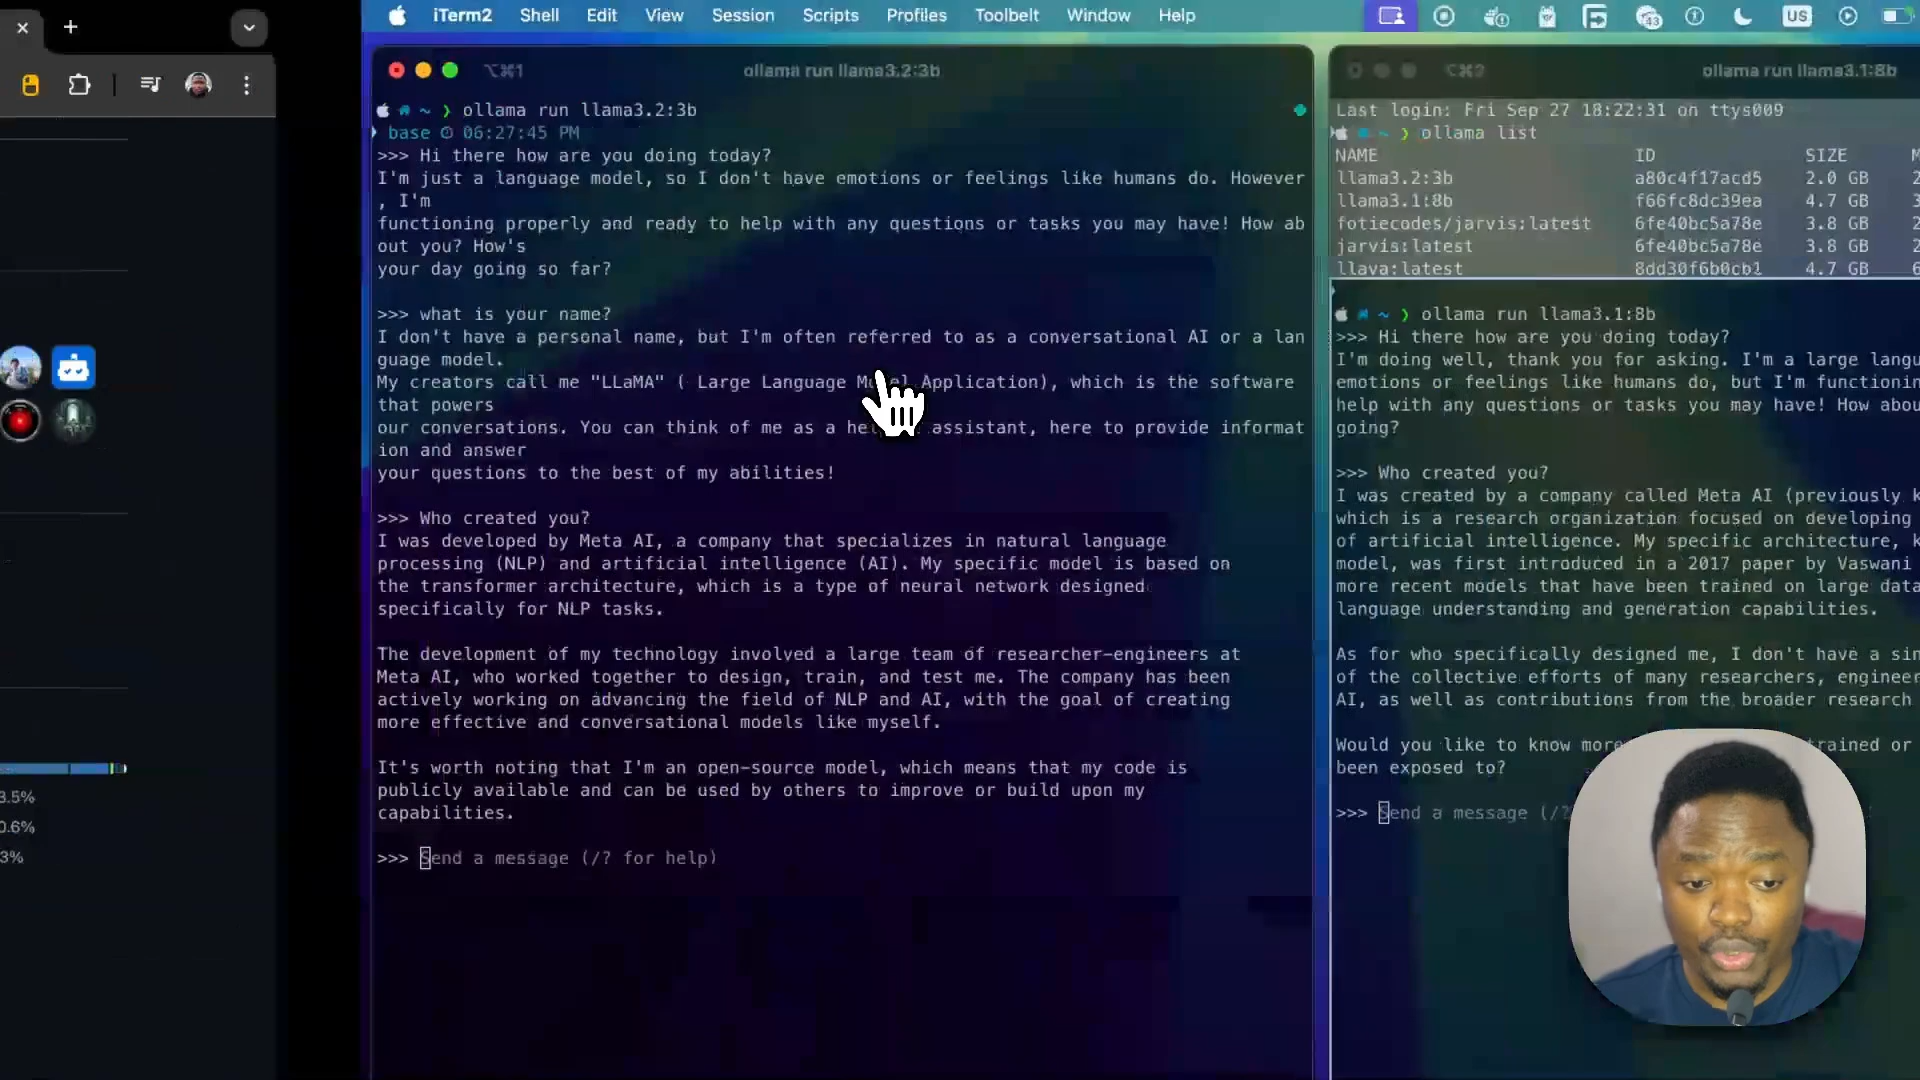 iTerm2 Shell Edit View Session Scripts Profiles Toolbelt Window Help
43
US
⌥⌘1 ollama run llama3.2:3b
~ ❯ ollama run llama3.2:3b
base 06:27:45 PM
>>> Hi there how are you doing today?
I'm just a language model, so I don't have emotions or feelings like humans do. However
, I'm
functioning properly and ready to help with any questions or tasks you may have! How ab
out you? How's
your day going so far?
>>> what is your name?
I don't have a personal name, but I'm often referred to as a conversational AI or a lan
guage model.
My creators call me "LLaMA" ( Large Language Application), which is the software
that powers
our conversations. You can think of me as a assistant, here to provide informat
ion and answer
your questions to the best of my abilities!
>>> Who created you?
I was developed by Meta AI, a company that specializes in natural language
processing (NLP) and artificial intelligence (AI). My specific model is based on
the transformer architecture, which is a type of neural network designed
specifically for NLP tasks.
The development of my technology involved a large team of researcher-engineers at
Meta AI, who worked together to design, train, and test me. The company has been
actively working on advancing the field of NLP and AI, with the goal of creating
more effective and conversational models like myself.
It's worth noting that I'm an open-source model, which means that my code is
publicly available and can be used by others to improve or build upon my
capabilities.
>>> Send a message (/? for help)
⌥⌘2 ollama run llama3.1:8b
Last login: Fri Sep 27 18:22:31 on ttys009
~ ❯ ollama list
NAME ID SIZE M
llama3.2:3b a80c4f17acd5 2.0 GB 2
llama3.1:8b f66fc8dc39ea 4.7 GB 3
fotiecodes/jarvis:latest 6fe40bc5a78e 3.8 GB 2
jarvis:latest 6fe40bc5a78e 3.8 GB 2
llava:latest 8dd30f6b0cb1 4.7 GB 6
~ ❯ ollama run llama3.1:8b
>>> Hi there how are you doing today?
I'm doing well, thank you for asking. I'm a large langu
emotions or feelings like humans do, but I'm functionin
help with any questions or tasks you may have! How abou
going?
>>> Who created you?
I was created by a company called Meta AI (previously k
which is a research organization focused on developing
of artificial intelligence. My specific architecture, k
model, was first introduced in a 2017 paper by Vaswani
more recent models that have been trained on large data
language understanding and generation capabilities.
As for who specifically designed me, I don't have a sin
of the collective efforts of many researchers, engineer
AI, as well as contributions from the broader research
Would you like to know more trained or
been exposed to?
>>> Send a message (/?
3.5%
0.6%
3%